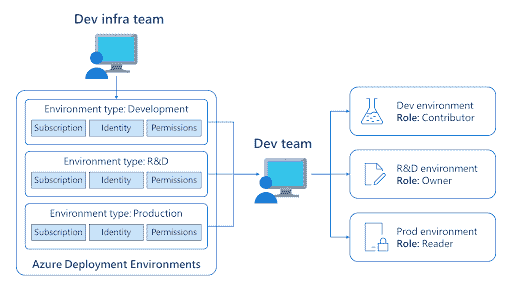 Dev infra team
Environment type: Development
Subscription Identity Permissions
Environment type: R&D
Subscription Identity Permissions
Environment type: Production
Subscription Identity Permissions
Azure Deployment Environments
Dev team
Dev environment
Role: Contributor
R&D environment
Role: Owner
Prod environment
Role: Reader